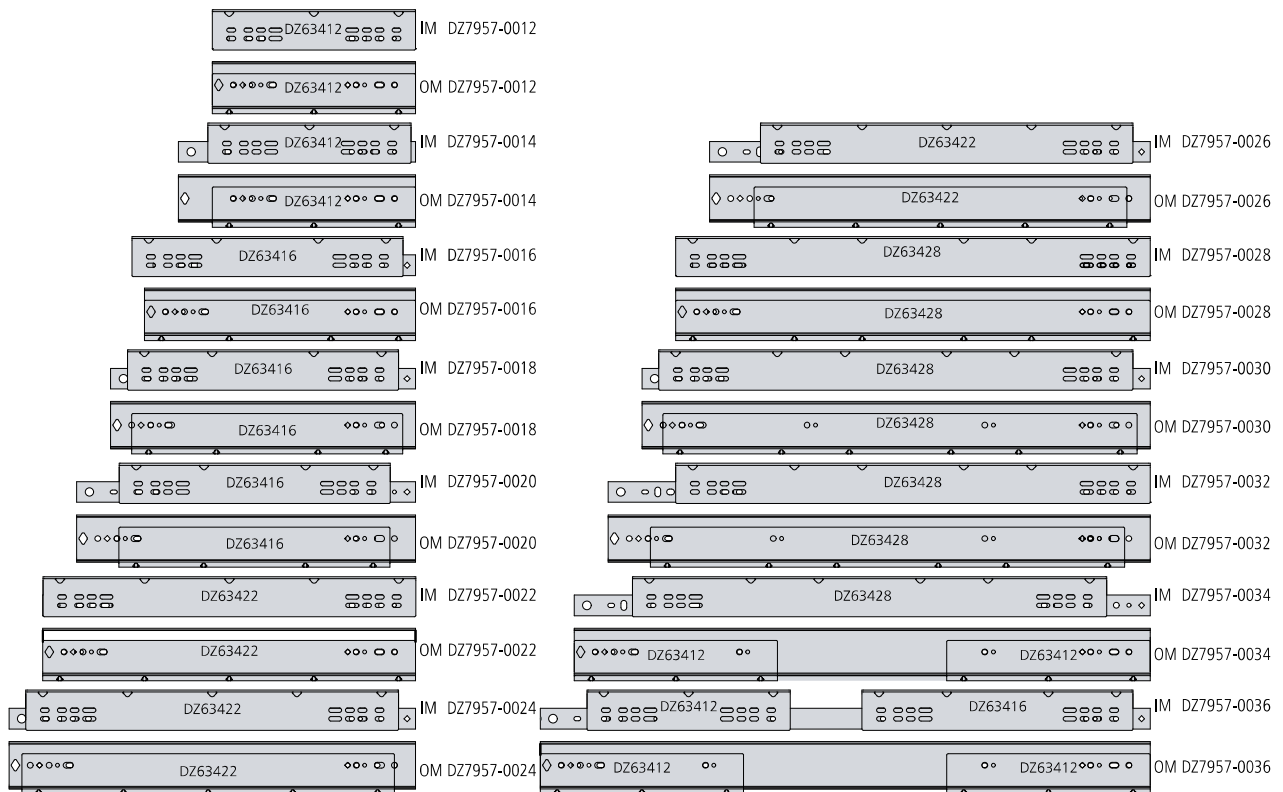 DZ63412 IM DZ7957-0012
DZ63412 OM DZ7957-0012
DZ63412 IM DZ7957-0014
DZ63412 OM DZ7957-0014
DZ63416 IM DZ7957-0016
DZ63416 OM DZ7957-0016
DZ63416 IM DZ7957-0018
DZ63416 OM DZ7957-0018
DZ63416 IM DZ7957-0020
DZ63416 OM DZ7957-0020
DZ63422 IM DZ7957-0022
DZ63422 OM DZ7957-0022
DZ63422 IM DZ7957-0024
DZ63422 OM DZ7957-0024
DZ63422 IM DZ7957-0026
DZ63422 OM DZ7957-0026
DZ63428 IM DZ7957-0028
DZ63428 OM DZ7957-0028
DZ63428 IM DZ7957-0030
DZ63428 OM DZ7957-0030
DZ63428 IM DZ7957-0032
DZ63428 OM DZ7957-0032
DZ63428 IM DZ7957-0034
DZ63412 DZ63412 OM DZ7957-0034
DZ63412 DZ63416 IM DZ7957-0036
DZ63412 DZ63412 OM DZ7957-0036